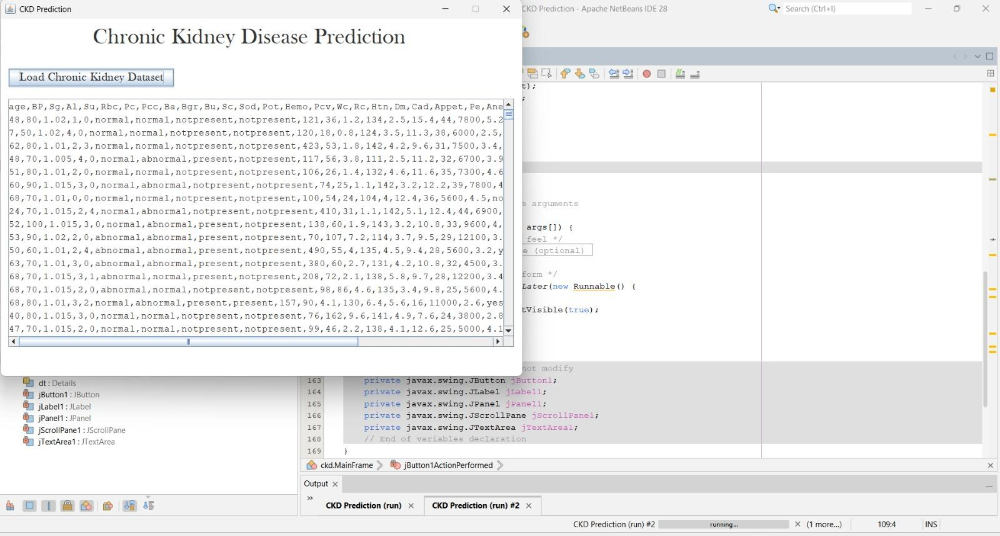 CKD Prediction
Chronic Kidney Disease Prediction
Load Chronic Kidney Dataset
age,BP,Sg,Al,Su,Rbc,Pc,Pcc,Ba,Bgr,Bu,Sc,Sod,Pot,Hemo,Pcv,Wc,Rc,Htn,Dm,Cad,Appet,Pe,Ane
48,80,1.02,1,0,normal,normal,notpresent,notpresent,121,36,1.2,134,2.5,15.4,44,7800,5.2
7,50,1.02,4,0,normal,normal,notpresent,notpresent,120,18,0.8,124,3.5,11.3,38,6000,2.5,
62,80,1.01,2,3,normal,normal,notpresent,notpresent,423,53,1.8,142,4.2,9.6,31,7500,3.4,
48,70,1.005,4,0,normal,abnormal,present,notpresent,117,56,3.8,111,2.5,11.2,32,6700,3.9
51,80,1.01,2,0,normal,normal,notpresent,notpresent,106,26,1.4,132,4.6,11.6,35,7300,4.6
60,90,1.015,3,0,normal,abnormal,notpresent,notpresent,74,25,1.1,142,3.2,12.2,39,7800,4
68,70,1.01,0,0,normal,normal,notpresent,notpresent,100,54,24,104,4,12.4,36,5600,4.5,no
24,70,1.015,2,4,normal,abnormal,notpresent,notpresent,410,31,1.1,142,5.1,12.4,44,6900,
52,100,1.015,3,0,normal,abnormal,present,notpresent,138,60,1.9,143,3.2,10.8,33,9600,4,
53,90,1.02,2,0,abnormal,abnormal,present,notpresent,70,107,7.2,114,3.7,9.5,29,12100,3.
50,60,1.01,2,4,abnormal,abnormal,present,notpresent,490,55,4,135,4.5,9.4,28,5600,3.2,y
63,70,1.01,3,0,abnormal,abnormal,present,notpresent,380,60,2.7,131,4.2,10.8,32,4500,3.
68,70,1.015,3,1,abnormal,normal,present,notpresent,208,72,2.1,138,5.8,9.7,28,12200,3.4
68,70,1.015,2,0,abnormal,normal,notpresent,notpresent,98,86,4.6,135,3.4,9.8,25,5600,4.
68,80,1.01,3,2,normal,abnormal,present,present,157,90,4.1,130,6.4,5.6,16,11000,2.6,yes
40,80,1.015,3,0,normal,normal,notpresent,notpresent,76,162,9.6,141,4.9,7.6,24,3800,2.8
47,70,1.015,2,0,normal,normal,notpresent,notpresent,99,46,2.2,138,4.1,12.6,25,5000,4.1
CKD Prediction - Apache NetBeans IDE 28
Search (Ctrl+I)
t);
;
e arguments
args[]) {
feel */
e (optional)
form */
Later(new Runnable() {
tVisible(true);
not modify
163 private javax.swing.JButton jButton1;
164 private javax.swing.JLabel jLabel1;
165 private javax.swing.JPanel jPanel1;
166 private javax.swing.JScrollPane jScrollPane1;
167 private javax.swing.JTextArea jTextArea1;
168 // End of variables declaration
169 }
dt : Details
jButton1 : JButton
jLabel1 : JLabel
jPanel1 : JPanel
jScrollPane1 : JScrollPane
jTextArea1 : JTextArea
ckd.MainFrame
jButton1ActionPerformed
Output
CKD Prediction (run)
CKD Prediction (run) #2
CKD Prediction (run) #2
running...
(1 more...)
109:4
INS